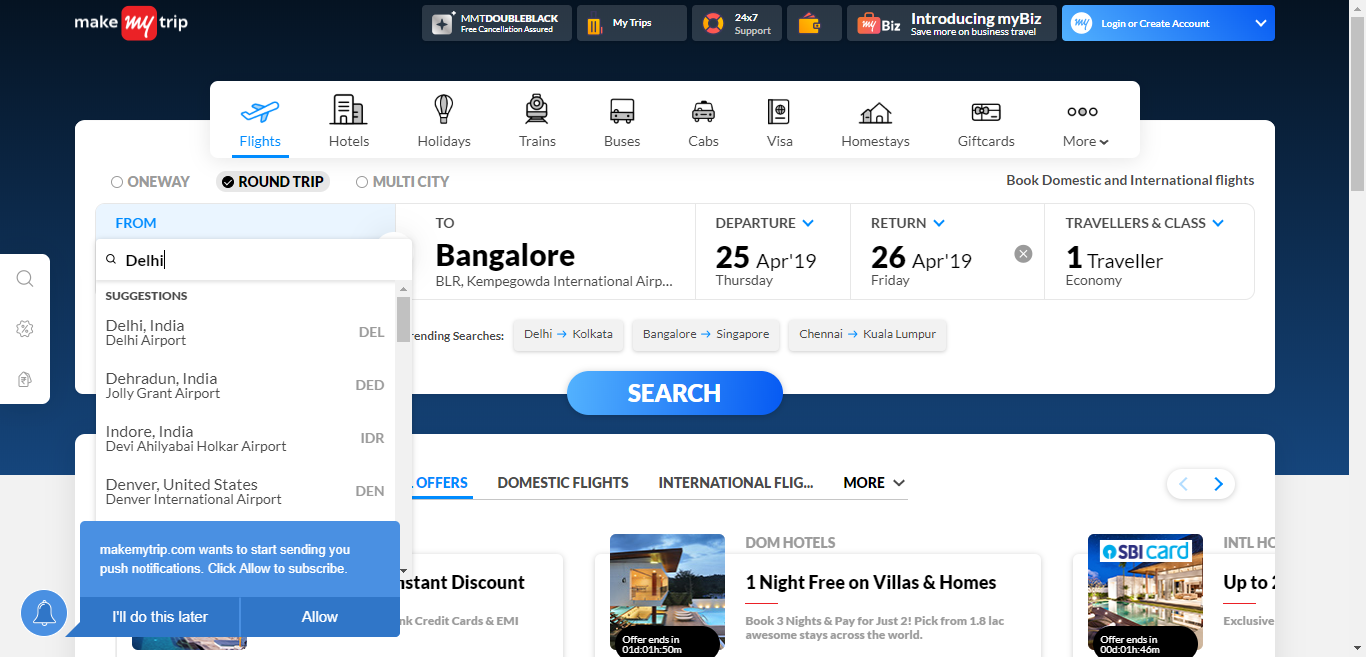 make my trip
MMTDOUBLEBLACK
Free Cancellation Assured
My Trips
24x7
Support
my Biz
Introducing myBiz
Save more on business travel
my
Login or Create Account
Flights
Hotels
Holidays
Trains
Buses
Cabs
Visa
Homestays
Giftcards
More
ONEWAY
ROUND TRIP
MULTI CITY
Book Domestic and International flights
FROM
TO
Bangalore
BLR, Kempegowda International Airp...
DEPARTURE
25 Apr'19
Thursday
RETURN
26 Apr'19
Friday
TRAVELLERS & CLASS
1 Traveller
Economy
Delhi
SUGGESTIONS
Delhi, India
Delhi Airport
DEL
Dehradun, India
Jolly Grant Airport
DED
Indore, India
Devi Ahilyabai Holkar Airport
IDR
Denver, United States
Denver International Airport
DEN
Searches:
Delhi → Kolkata
Bangalore → Singapore
Chennai → Kuala Lumpur
SEARCH
OFFERS
DOMESTIC FLIGHTS
INTERNATIONAL FLIG...
MORE
makemytrip.com wants to start sending you
push notifications. Click Allow to subscribe.
I'll do this later
Allow
Discount
Credit Cards & EMI
DOM HOTELS
1 Night Free on Villas & Homes
Book 3 Nights & Pay for Just 2! Pick from 1.8 lac
awesome stays across the world.
Offer ends in
01d:01h:50m
SBI card
INTL
Up to
Exclusive
Offer ends in
00d:01h:46m